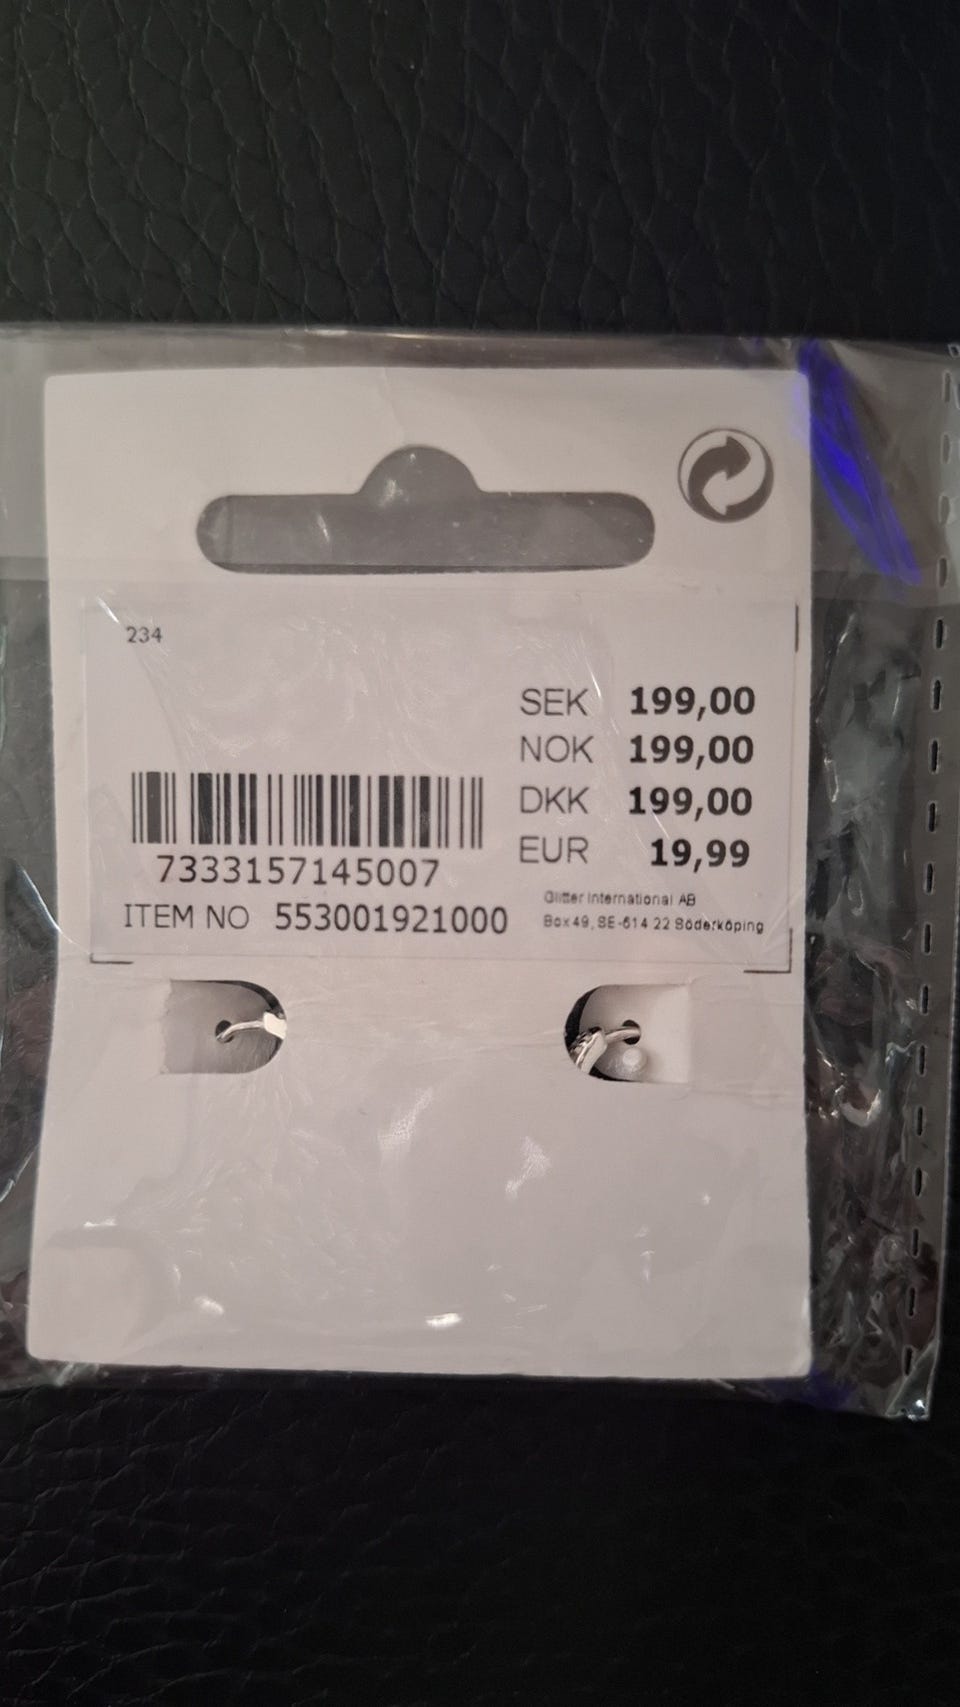 234
SEK 199,00
NOK 199,00
DKK 199,00
EUR 19,99
7333157145007
ITEM NO 553001921000
Glitter International AB
Box 49, SE-614 22 Söderköping